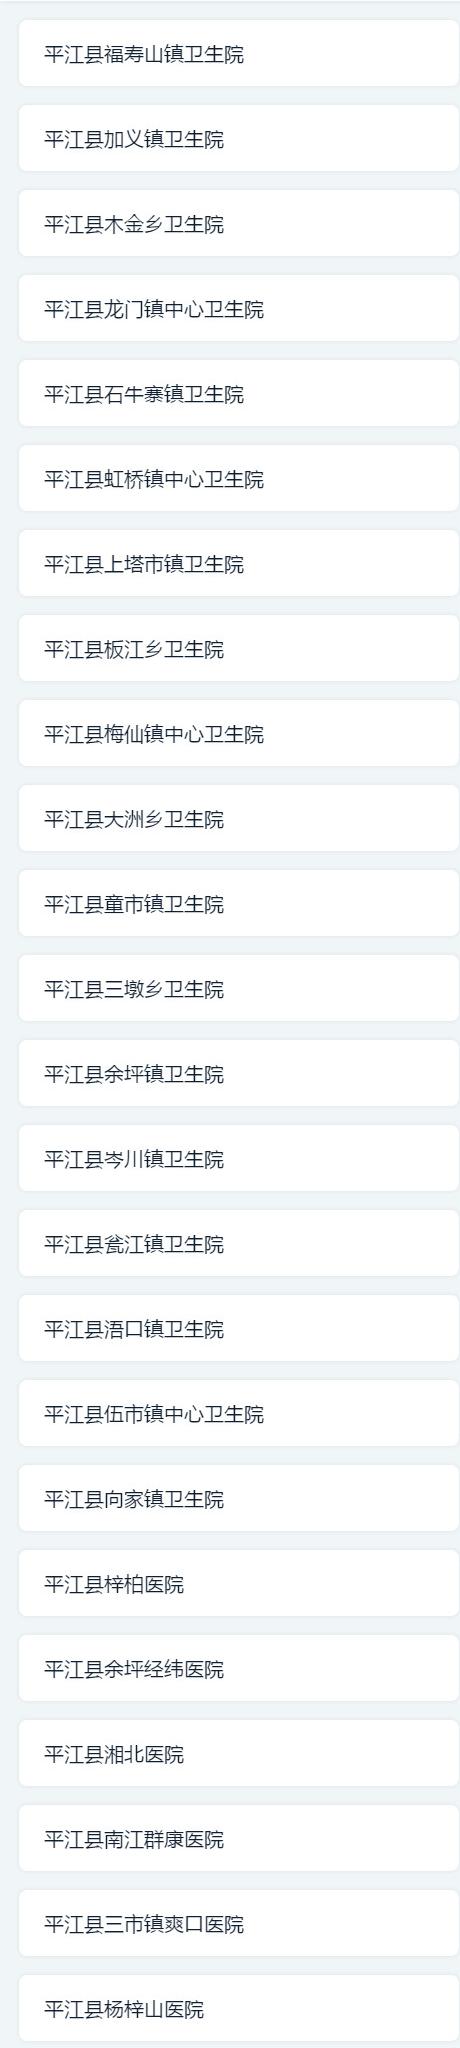 平江县福寿山镇卫生院
平江县加义镇卫生院
平江县木金乡卫生院
平江县龙门镇中心卫生院
平江县石牛寨镇卫生院
平江县虹桥镇中心卫生院
平江县上塔市镇卫生院
平江县板江乡卫生院
平江县梅仙镇中心卫生院
平江县大洲乡卫生院
平江县童市镇卫生院
平江县三墩乡卫生院
平江县余坪镇卫生院
平江县岑川镇卫生院
平江县瓮江镇卫生院
平江县浯口镇卫生院
平江县伍市镇中心卫生院
平江县向家镇卫生院
平江县梓柏医院
平江县余坪经纬医院
平江县湘北医院
平江县南江群康医院
平江县三市镇爽口医院
平江县杨梓山医院